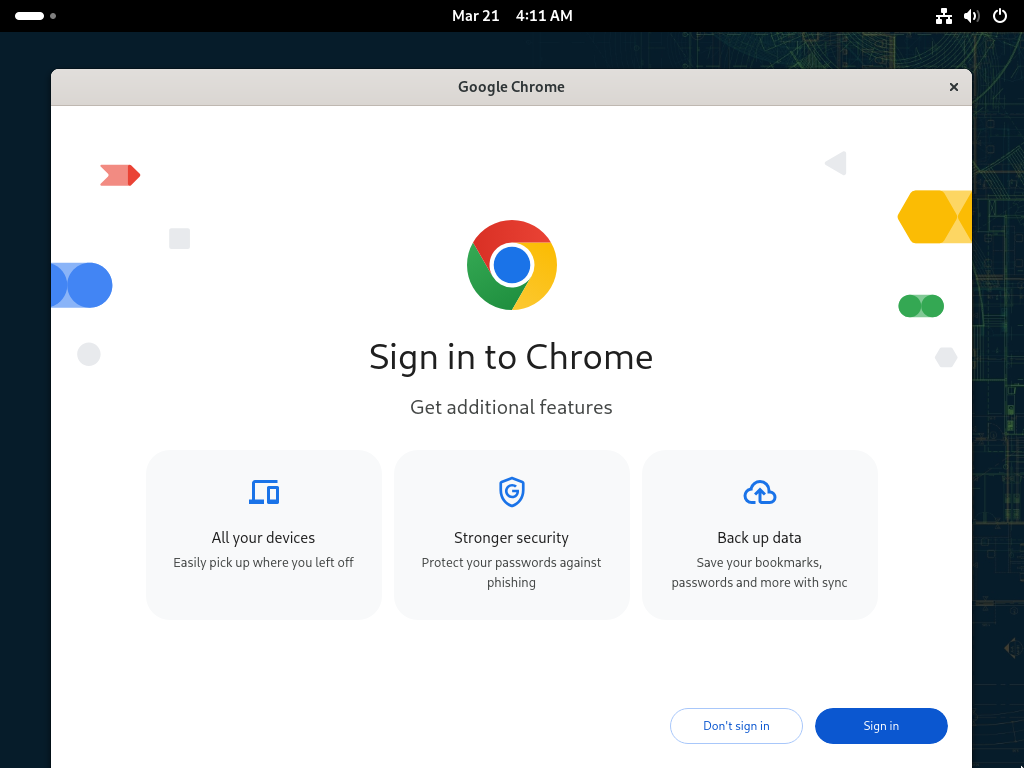 Mar 21 4:11 AM
Google Chrome
Sign in to Chrome
Get additional features
All your devices
Easily pick up where you left off
Stronger security
Protect your passwords against
phishing
Back up data
Save your bookmarks,
passwords and more with sync
Don't sign in
Sign in